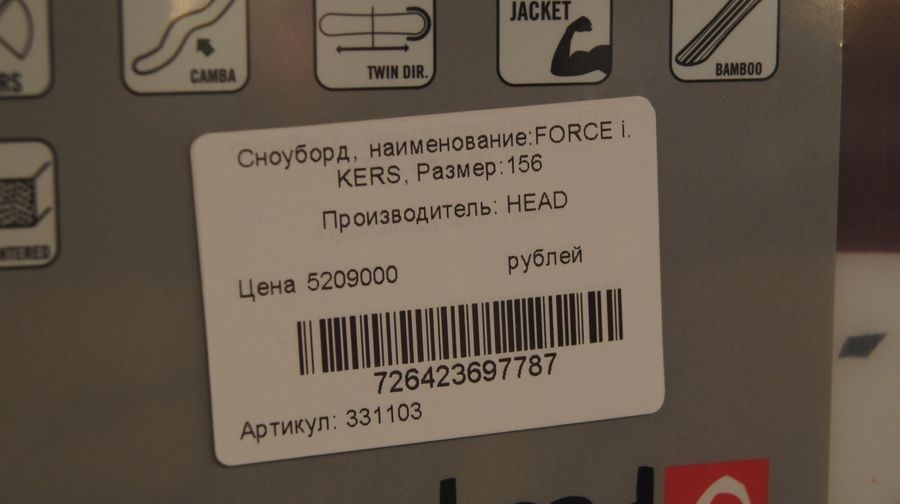 RS
CAMBA
TWIN DIR.
JACKET
BAMBOO
Сноуборд, наименование:FORCE i.
KERS, Размер:156
Производитель: HEAD
Цена 5209000 рублей
726423697787
Артикул: 331103